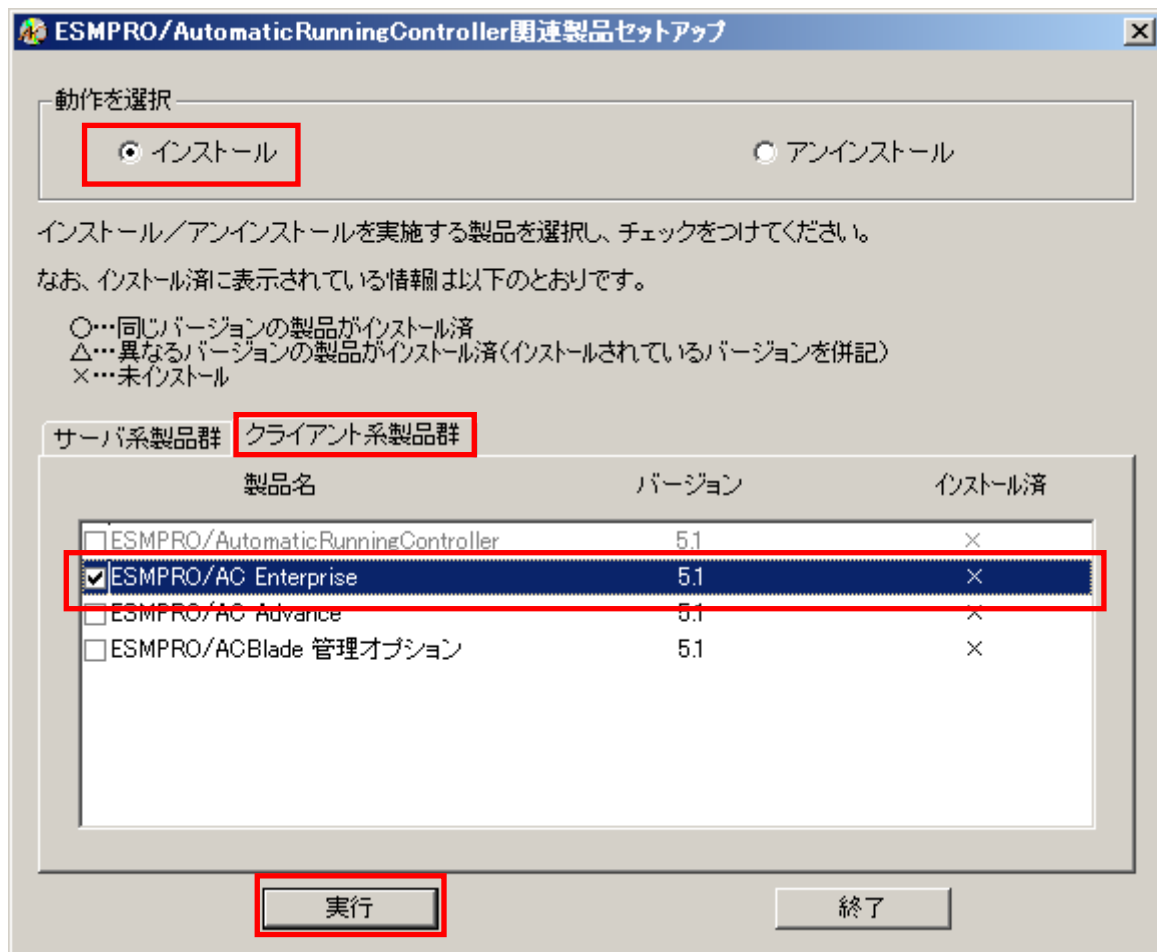 ESMPRO/AutomaticRunningController関連製品セットアップ
動作を選択
インストール アンインストール
インストール／アンインストールを実施する製品を選択し、チェックをつけてください。
なお、インストール済に表示されている情報は以下のとおりです。
○…同じバージョンの製品がインストール済
△…異なるバージョンの製品がインストール済(インストールされているバージョンを併記)
×…未インストール
サーバ系製品群 クライアント系製品群
製品名 バージョン インストール済
ESMPRO/AutomaticRunningController 5.1 ×
ESMPRO/AC Enterprise 5.1 ×
ESMPRO/AC Advance 5.1 ×
ESMPRO/ACBlade 管理オプション 5.1 ×
実行 終了